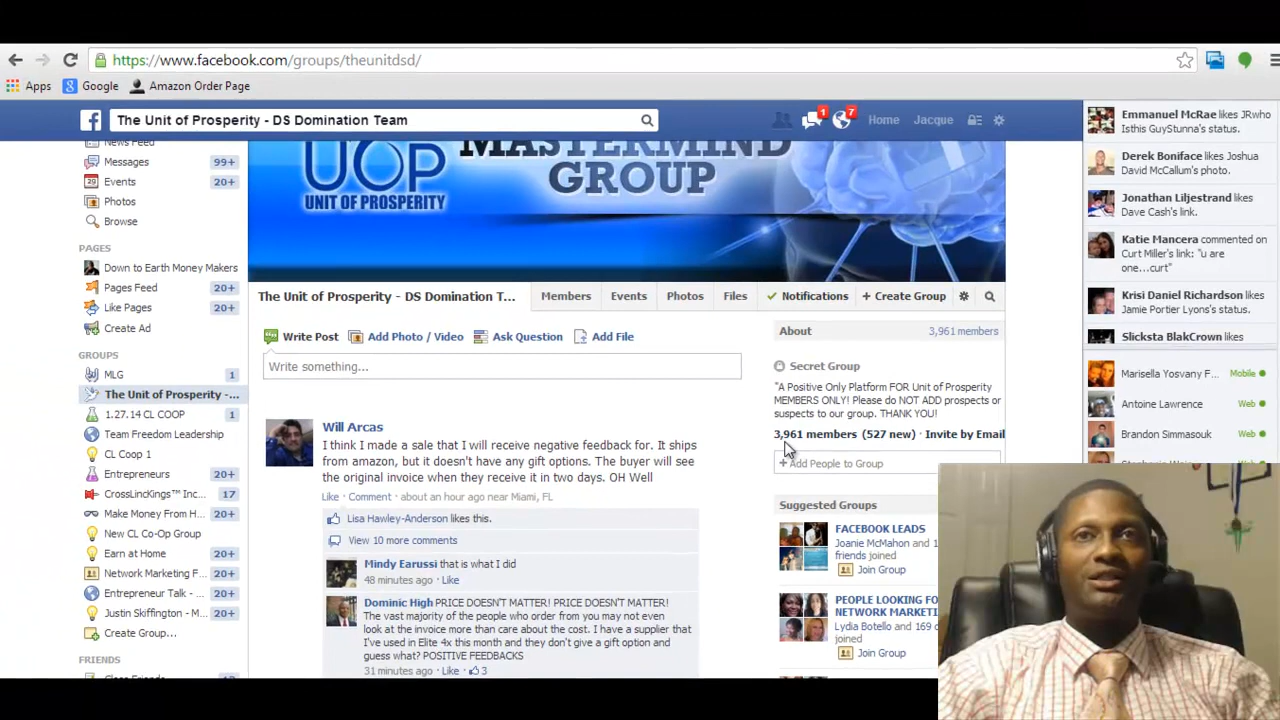 https://www.facebook.com/groups/theunitdsd/
Apps
Google
Amazon Order Page
The Unit of Prosperity - DS Domination Team
1
7
Home
Jacque
News Feed
Messages 99+
Events 20+
Photos
Browse
PAGES
Down to Earth Money Makers
Pages Feed 20+
Like Pages 20+
Create Ad
GROUPS
MLG 1
The Unit of Prosperity -...
1.27.14 CL COOP 1
Team Freedom Leadership
CL Coop 1
Entrepreneurs 20+
CrossLincKings™ Inc... 17
Make Money From H... 20+
New CL Co-Op Group
Earn at Home 20+
Network Marketing F... 20+
Entrepreneur Talk - ... 20+
Justin Skiffington - M... 20+
Create Group...
FRIENDS
MASTERMIND
GROUP
UOP
UNIT OF PROSPERITY
The Unit of Prosperity - DS Domination T...
Members
Events
Photos
Files
Notifications
+ Create Group
Write Post
Add Photo / Video
Ask Question
Add File
Write something...
Will Arcas
I think I made a sale that I will receive negative feedback for. It ships
from amazon, but it doesn't have any gift options. The buyer will see
the original invoice when they receive it in two days. OH Well
Like · Comment · about an hour ago near Miami, FL
Lisa Hawley-Anderson likes this.
View 10 more comments
Mindy Earussi that is what I did
48 minutes ago · Like
Dominic High PRICE DOESN'T MATTER! PRICE DOESN'T MATTER!
The vast majority of the people who order from you may not even
look at the invoice more than care about the cost. I have a supplier that
I've used in Elite 4x this month and they don't give a gift option and
guess what? POSITIVE FEEDBACKS
31 minutes ago · Like · 3
About 3,961 members
Secret Group
"A Positive Only Platform FOR Unit of Prosperity
MEMBERS ONLY! Please do NOT ADD prospects or
suspects to our group. THANK YOU!
3,961 members (527 new) · Invite by Email
+ Add People to Group
Suggested Groups
FACEBOOK LEADS
Joanie McMahon and 1
friends joined
Join Group
PEOPLE LOOKING FO
NETWORK MARKETI
Lydia Botello and 169 o
joined
Join Group
Emmanuel McRae likes JRwho
Isthis GuyStunna's status.
Derek Boniface likes Joshua
David McCallum's photo.
Jonathan Liljestrand likes
Dave Cash's link.
Katie Mancera commented on
Curt Miller's link: "u are
one...curt"
Krisi Daniel Richardson likes
Jamie Portier Lyons's status.
Slicksta BlakCrown likes
Marisella Yosvany F... Mobile
Antoine Lawrence Web
Brandon Simmasouk Web